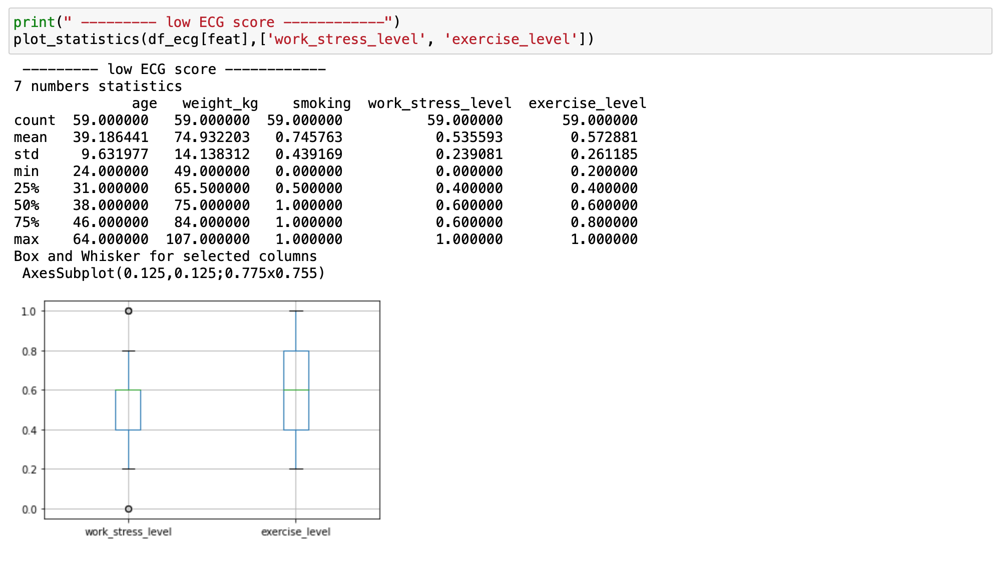 print(" --------- low ECG score ------------")
plot_statistics(df_ecg[feat],['work_stress_level', 'exercise_level'])
--------- low ECG score ------------
7 numbers statistics
age weight_kg smoking work_stress_level exercise_level
count 59.000000 59.000000 59.000000 59.000000 59.000000
mean 39.186441 74.932203 0.745763 0.535593 0.572881
std 9.631977 14.138312 0.439169 0.239081 0.261185
min 24.000000 49.000000 0.000000 0.000000 0.200000
25% 31.000000 65.500000 0.500000 0.400000 0.400000
50% 38.000000 75.000000 1.000000 0.600000 0.600000
75% 46.000000 84.000000 1.000000 0.600000 0.800000
max 64.000000 107.000000 1.000000 1.000000 1.000000
Box and Whisker for selected columns
AxesSubplot(0.125,0.125;0.775x0.755)
1.0
0.8
0.6
0.4
0.2
0.0
work_stress_level exercise_level